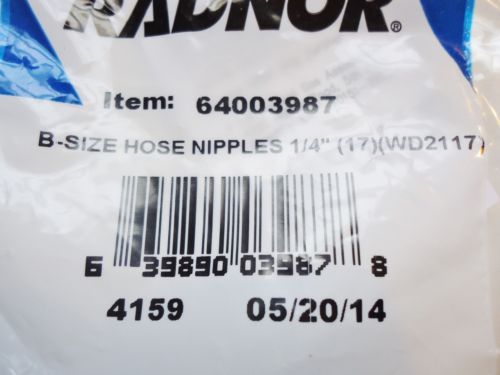 RADNOR®
Item: 64003987
B-SIZE HOSE NIPPLES 1/4" (17)(WD2117)
6 39890 03987 8
4159 05/20/14